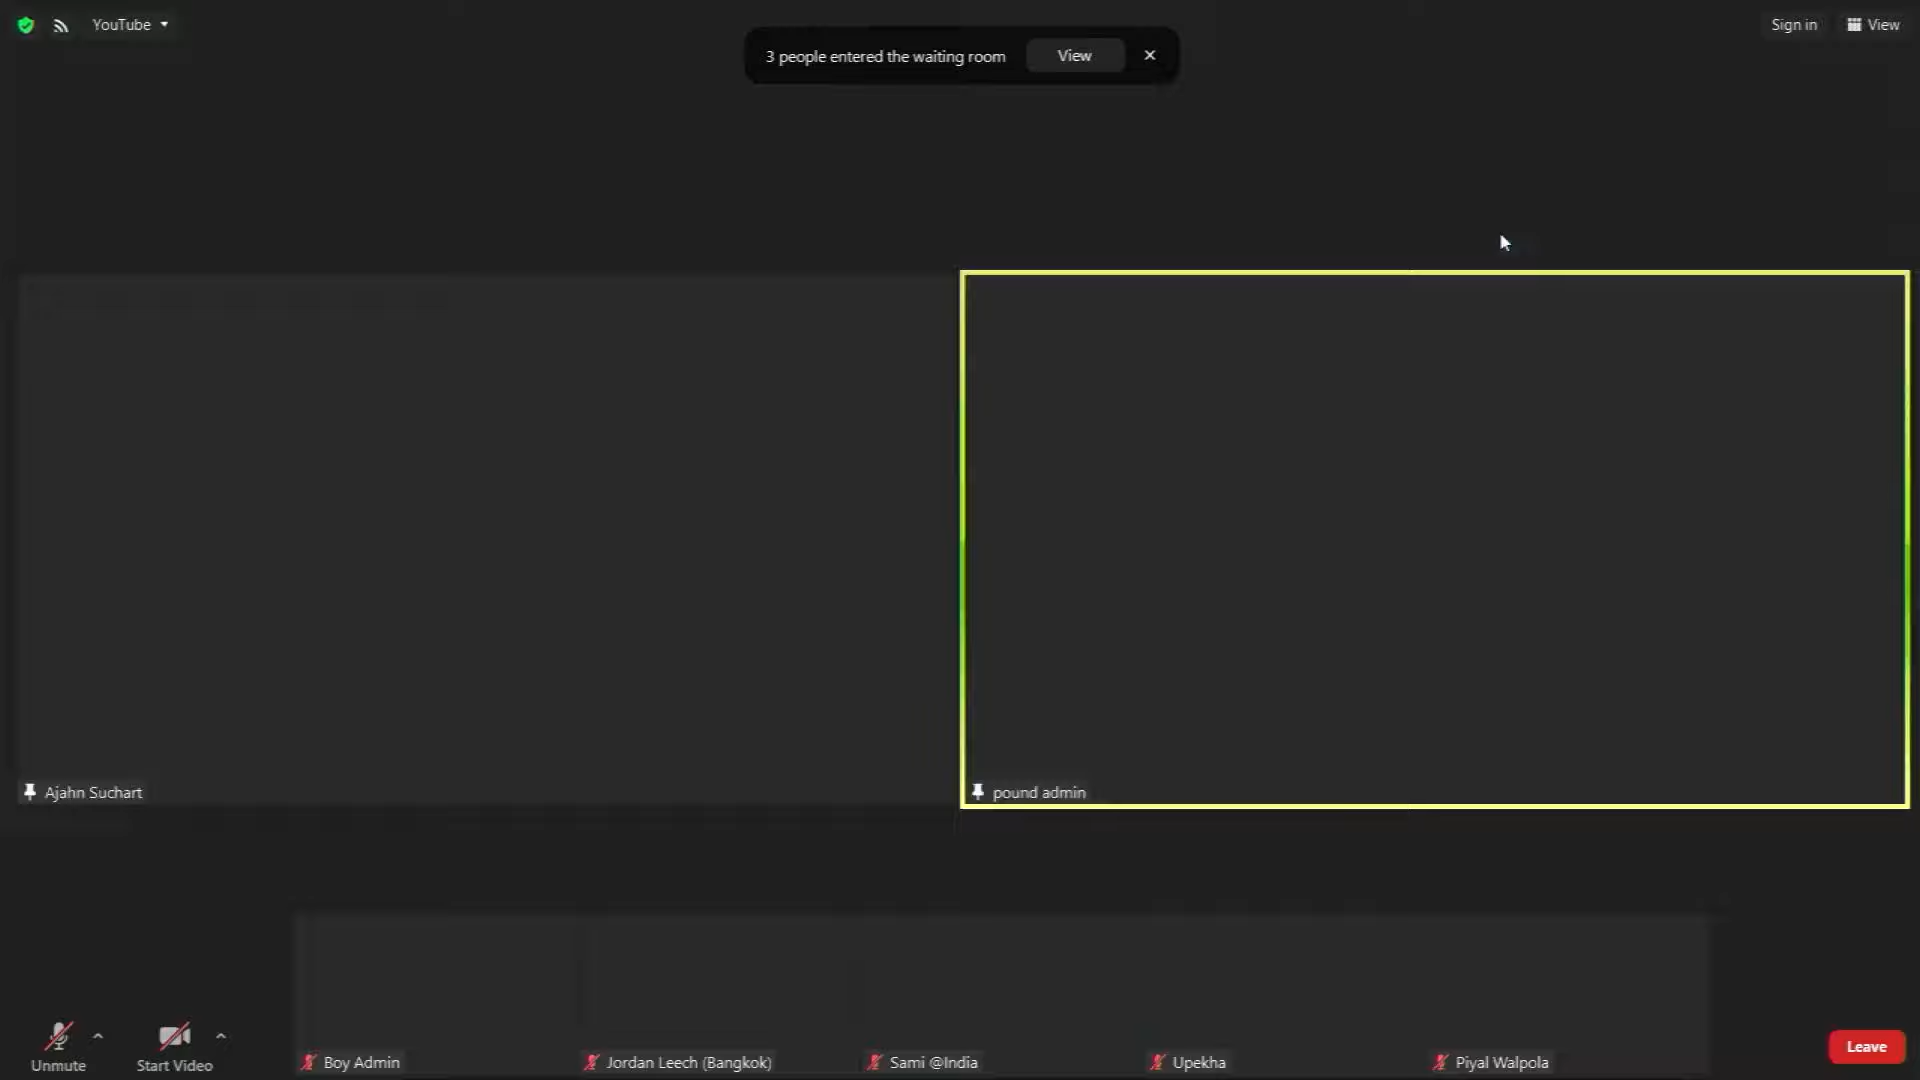 YouTube
Sign in
View
3 people entered the waiting room
View
Ajahn Suchart
pound admin
Unmute
Start Video
Boy Admin
Jordan Leech (Bangkok)
Sami @India
Upekha
Piyal Walpola
Leave